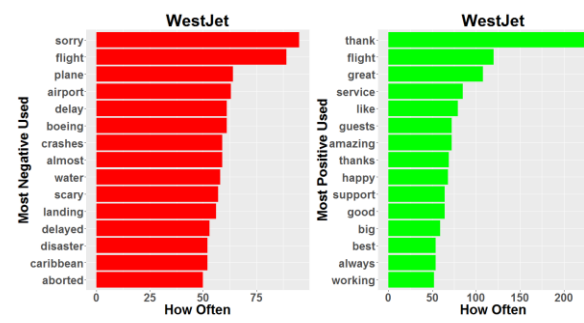 WestJet
Most Negative Used
sorry
flight
plane
airport
delay
boeing
crashes
almost
water
scary
landing
delayed
disaster
caribbean
aborted
0 25 50 75
How Often
WestJet
Most Positive Used
thank
flight
great
service
like
guests
amazing
thanks
happy
support
good
big
best
always
working
0 50 100 150 200
How Often